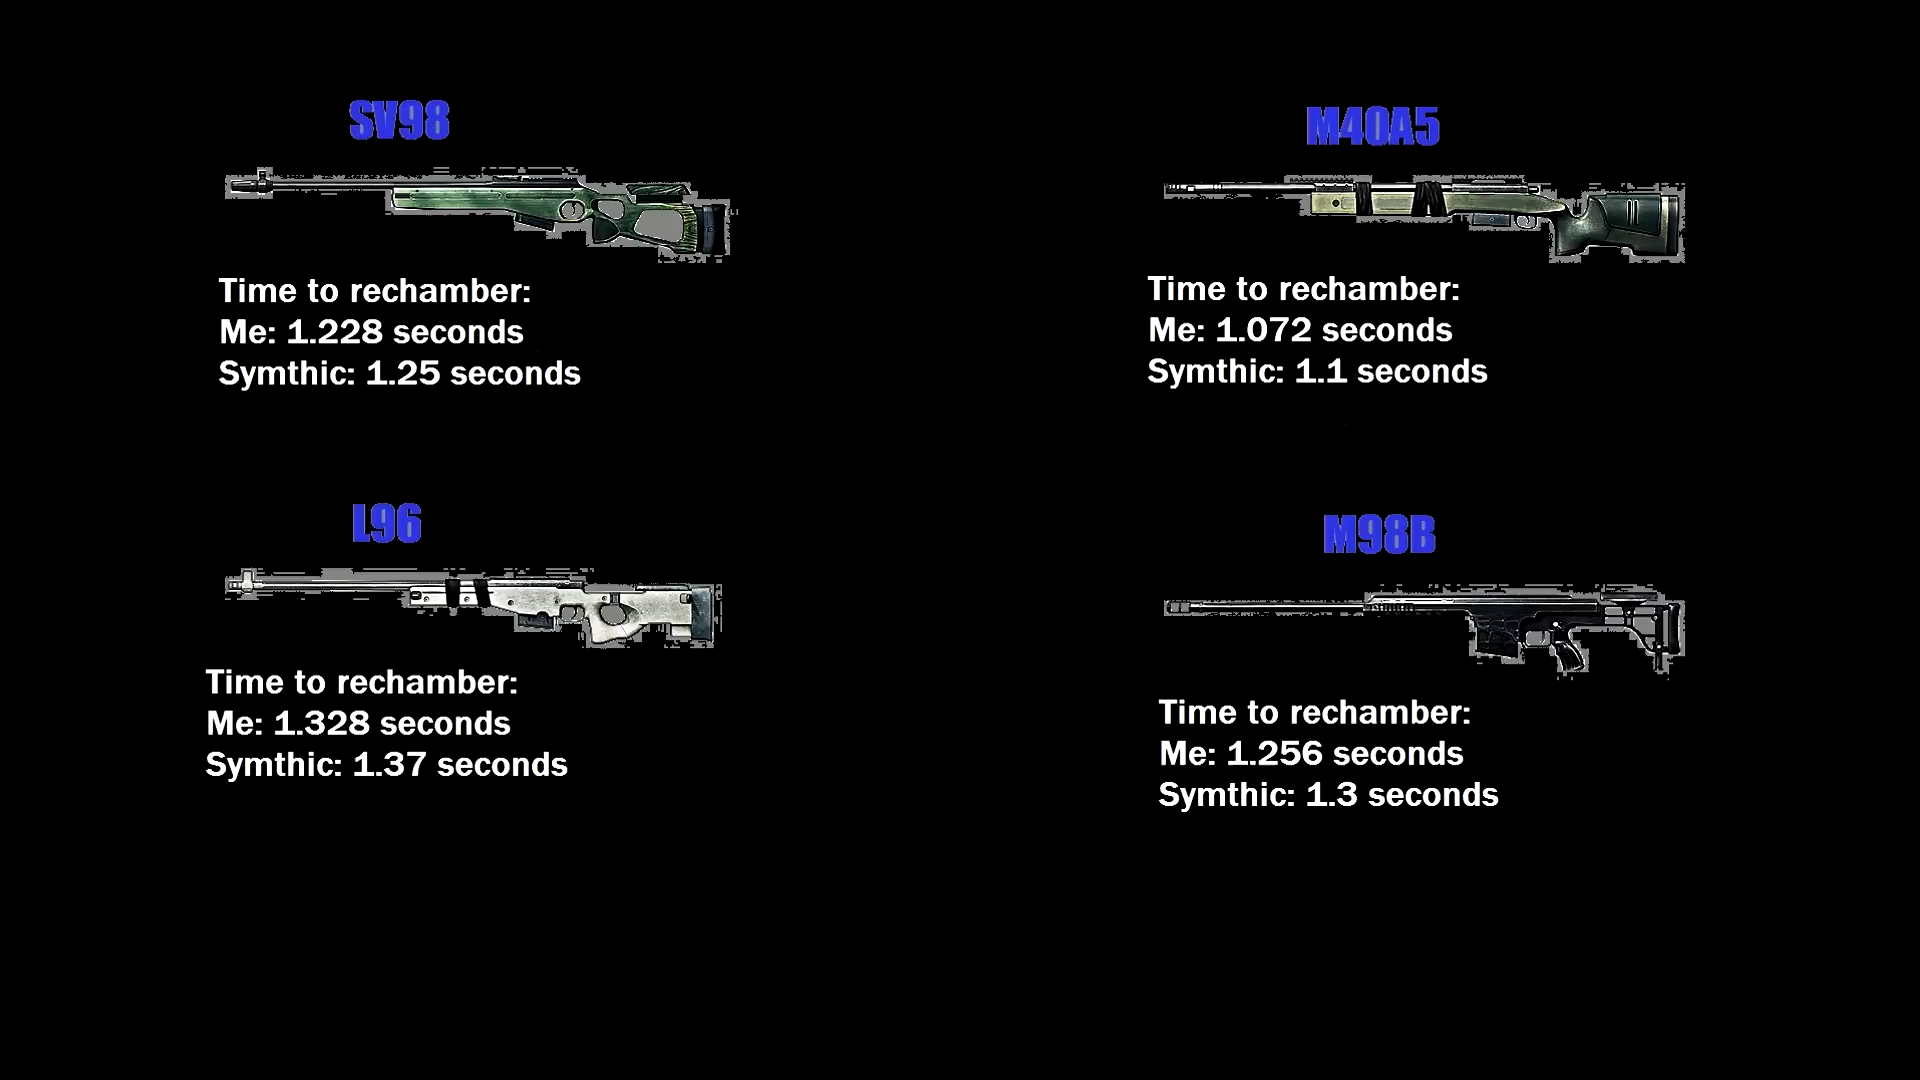 SV98
Time to rechamber:
Me: 1.228 seconds
Symthic: 1.25 seconds
M40A5
Time to rechamber:
Me: 1.072 seconds
Symthic: 1.1 seconds
L96
Time to rechamber:
Me: 1.328 seconds
Symthic: 1.37 seconds
M98B
Time to rechamber:
Me: 1.256 seconds
Symthic: 1.3 seconds